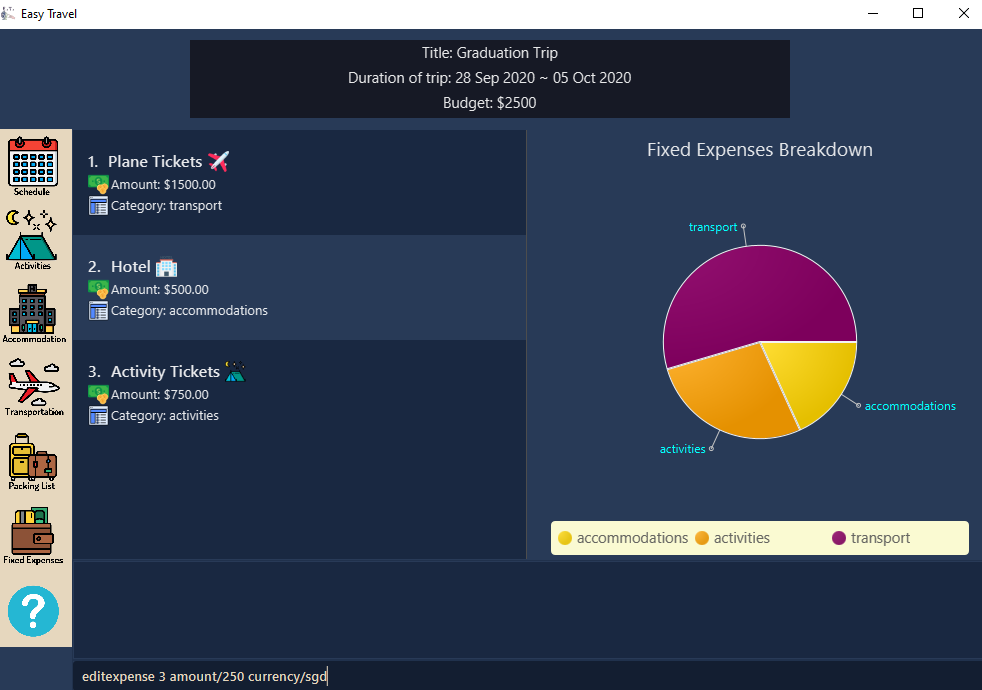 Easy Travel
Title: Graduation Trip
Duration of trip: 28 Sep 2020 ~ 05 Oct 2020
Budget: $2500
Schedule
Activities
Accommodation
Transportation
Packing List
Fixed Expenses
?
1. Plane Tickets
Amount: $1500.00
Category: transport
2. Hotel
Amount: $500.00
Category: accommodations
3. Activity Tickets
Amount: $750.00
Category: activities
Fixed Expenses Breakdown
transport
accommodations
activities
accommodations activities transport
editexpense 3 amount/250 currency/sgd